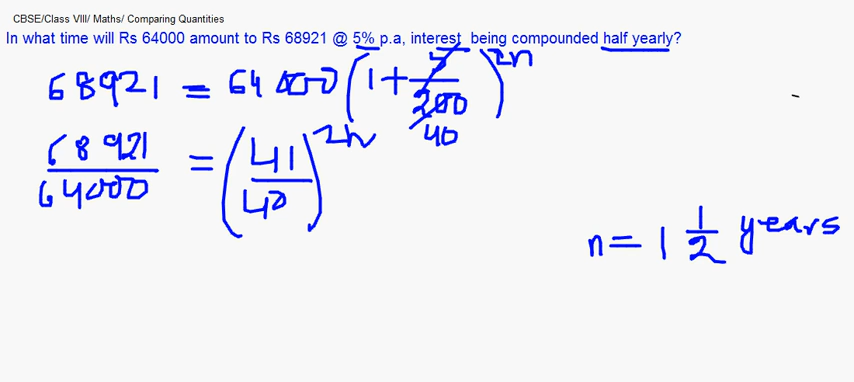 CBSE/Class VIII/ Maths/ Comparing Quantities
In what time will Rs 64000 amount to Rs 68921 @ 5% p.a, interest being compounded half yearly?
68921 = 64000 (1 + 5/200)^2n
40
68921/64000 = (41/40)^2n
n = 1 1/2 years